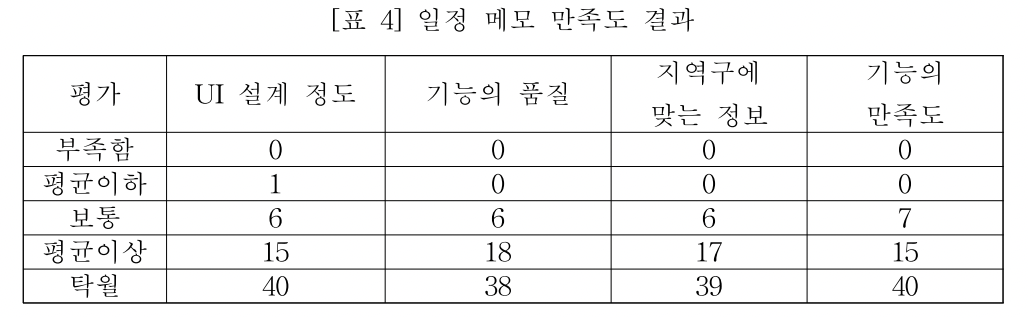 [표 4] 일정 메모 만족도 결과
평가 UI 설계 정도 기능의 품질 지역구에 맞는 정보 기능의 만족도
부족함 0 0 0 0
평균이하 1 0 0 0
보통 6 6 6 7
평균이상 15 18 17 15
탁월 40 38 39 40